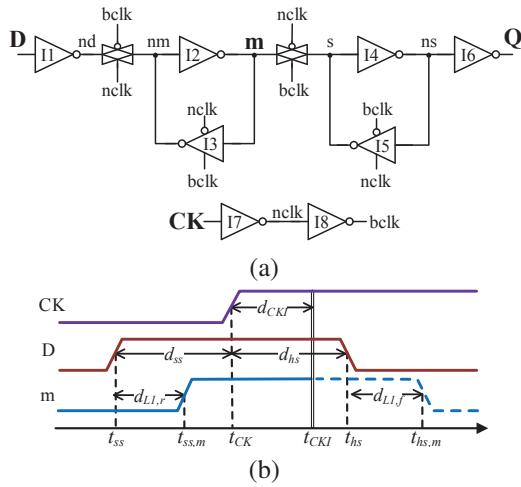 bclk nclk
D I1 nd nm I2 m s I4 ns I6 Q
nclk bclk
nclk bclk
I3 I5
bclk nclk
CK I7 nclk I8 bclk
(a)
CK d_CKI
D d_ss d_hs
m d_L1,r d_L1,f
t_ss t_ss,m t_CK t_CKI t_hs t_hs,m
(b)